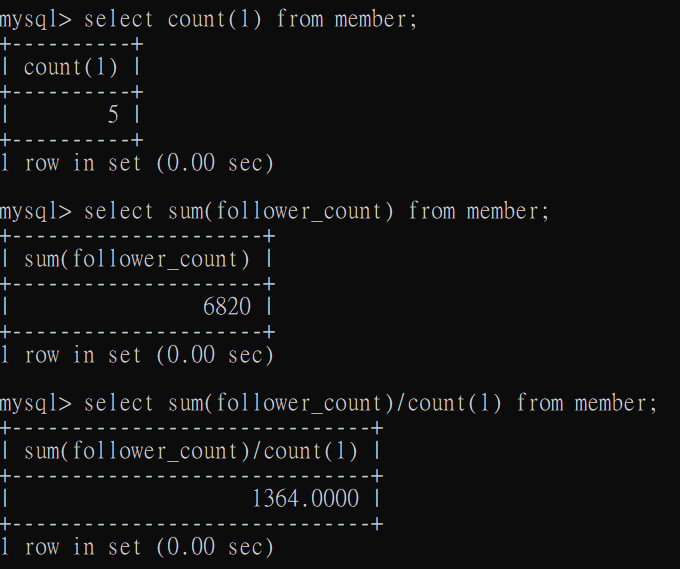 mysql> select count(1) from member;
+----------+
| count(1) |
+----------+
|        5 |
+----------+
1 row in set (0.00 sec)

mysql> select sum(follower_count) from member;
+---------------------+
| sum(follower_count) |
+---------------------+
|                6820 |
+---------------------+
1 row in set (0.00 sec)

mysql> select sum(follower_count)/count(1) from member;
+------------------------------+
| sum(follower_count)/count(1) |
+------------------------------+
|                    1364.0000 |
+------------------------------+
1 row in set (0.00 sec)